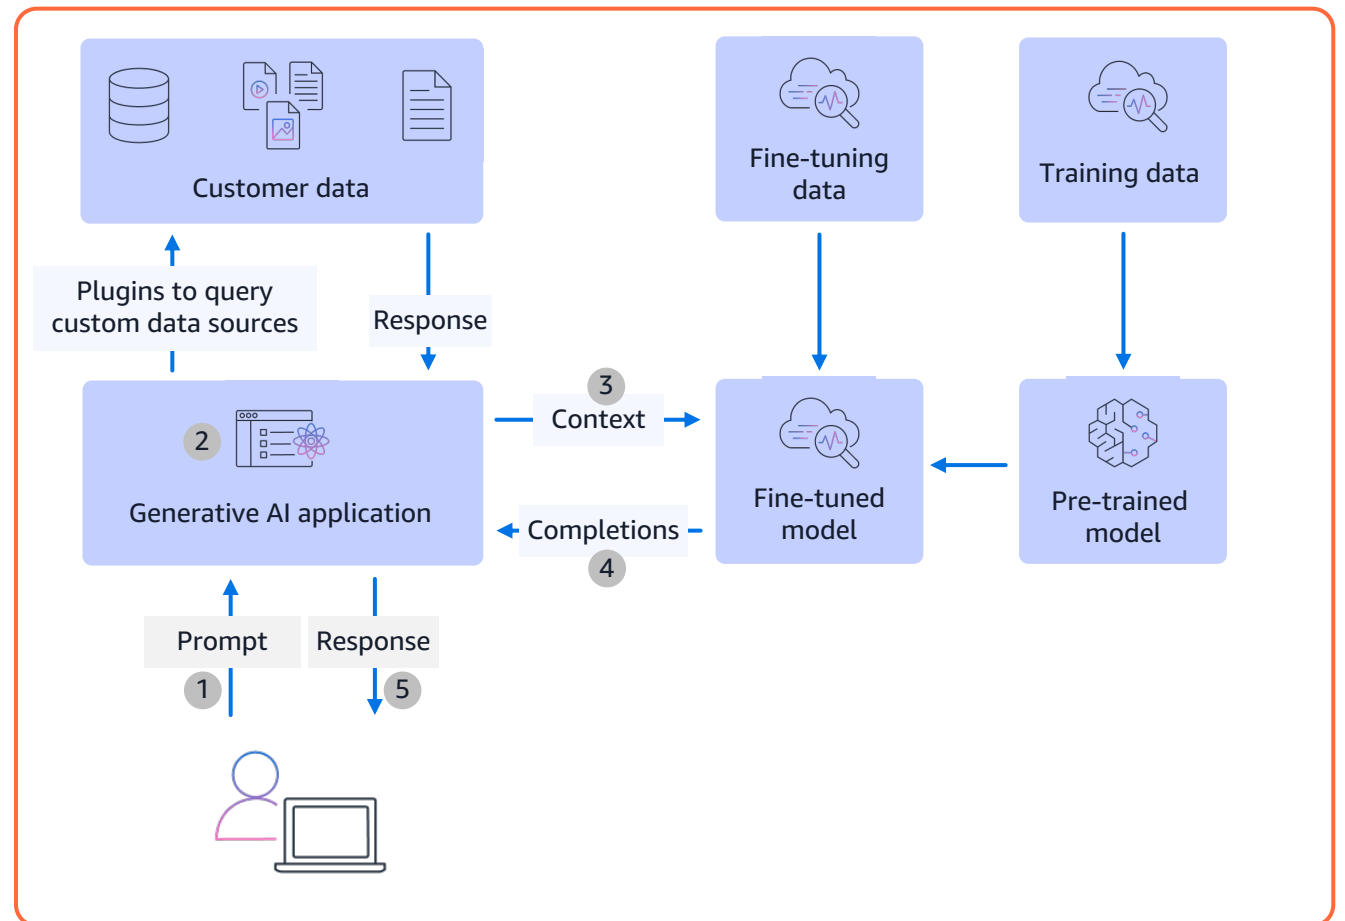 Customer data
Fine-tuning
data
Training data
Plugins to query
custom data sources
Response
3
Context
2
Generative AI application
Completions
4
Fine-tuned
model
Pre-trained
model
Prompt
1
Response
5